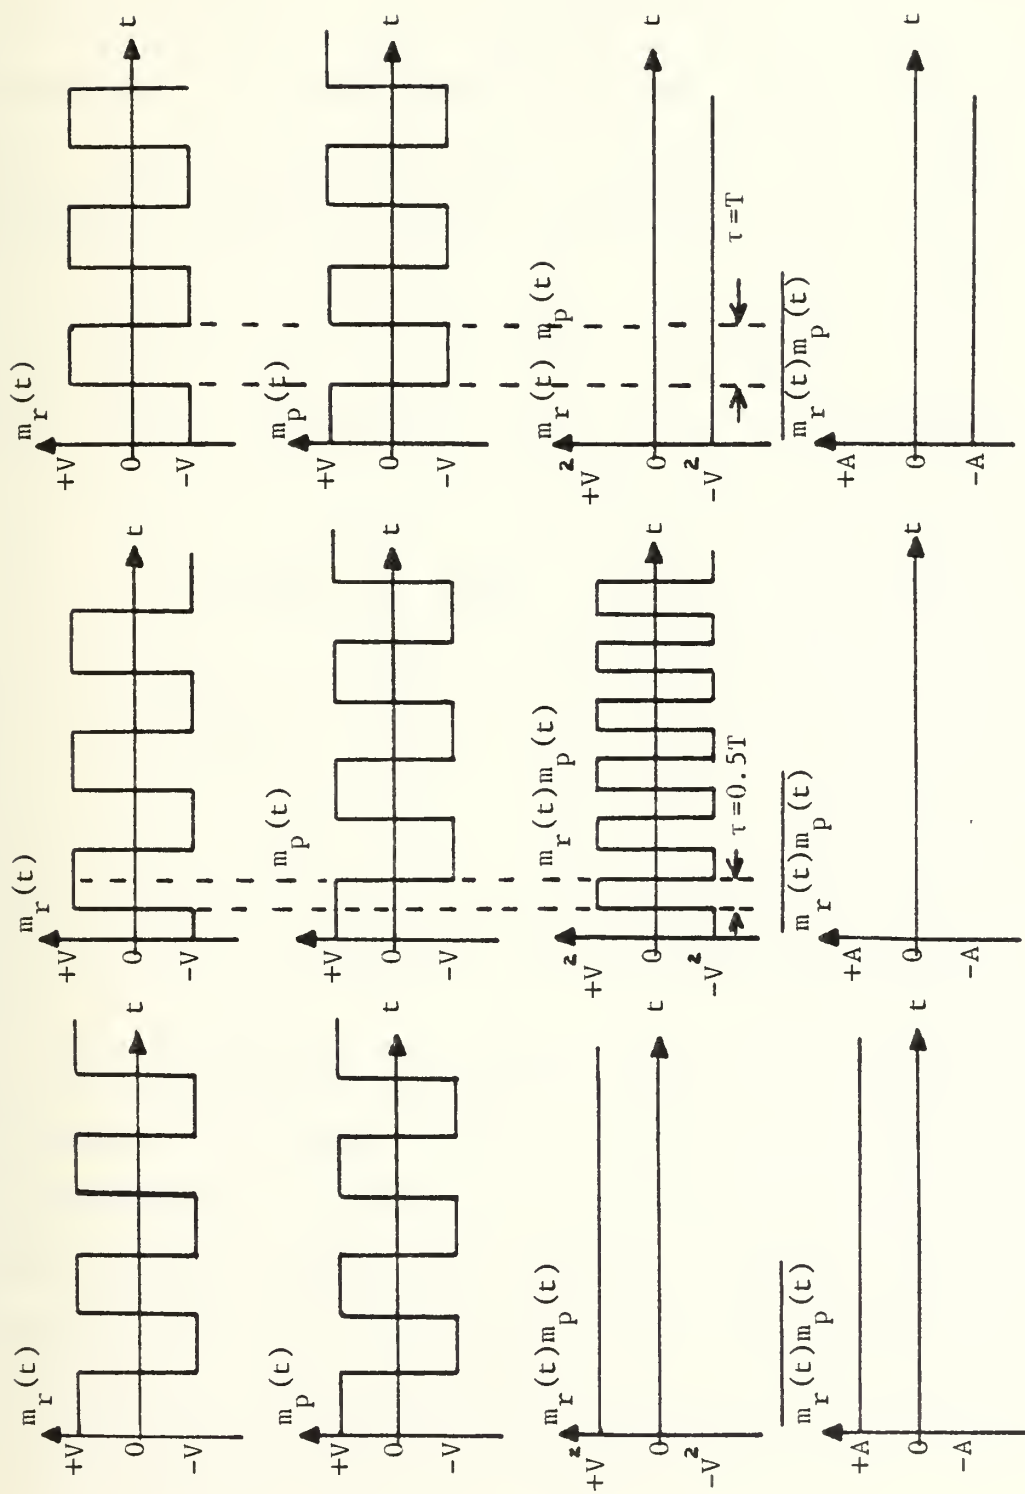 m_r(t)
+V
0
-V
t
m_r(t)
+V
0
-V
t
m_r(t)
+V
0
-V
t
m_p(t)
+V
0
-V
t
m_p(t)
+V
0
-V
t
m_p(t)
+V
0
-V
t
m_r(t)m_p(t)
+V²
0
-V²
t
m_r(t)m_p(t)
+V²
0
-V²
t
τ=0.5T
m_r(t) m_p(t)
+V²
0
-V²
t
τ=T
m_r(t)m_p(t)
+A
0
-A
t
m_r(t)m_p(t)
+A
0
-A
t
m_r(t)m_p(t)
+A
0
-A
t